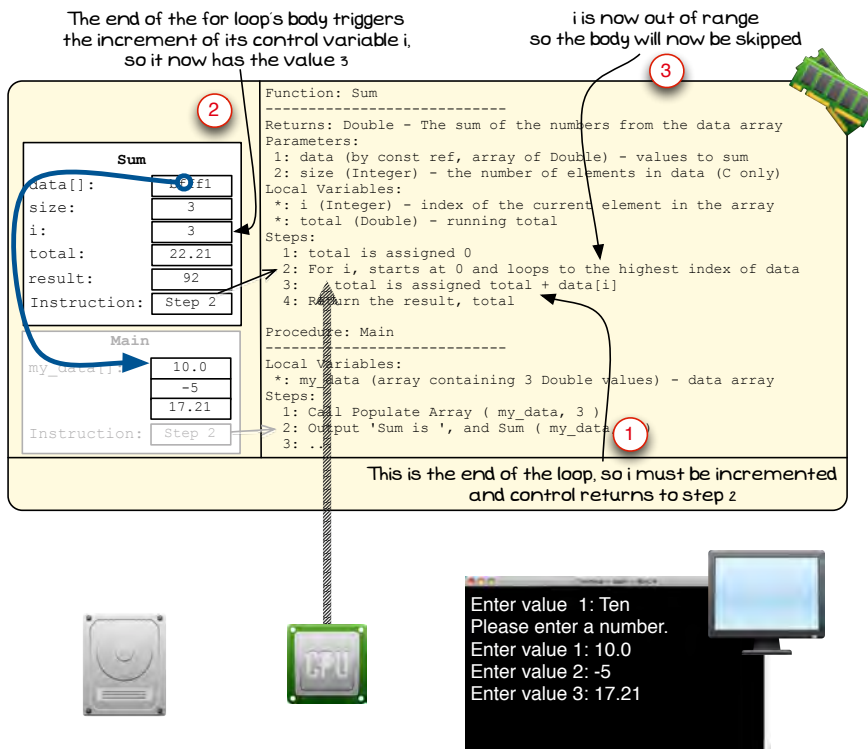 The end of the for loop's body triggers
the increment of its control variable i,
so it now has the value 3
i is now out of range
so the body will now be skipped
3
2
Function: Sum
----------------------------
Returns: Double - The sum of the numbers from the data array
Parameters:
1: data (by const ref, array of Double) - values to sum
2: size (Integer) - the number of elements in data (C only)
Local Variables:
*: i (Integer) - index of the current element in the array
*: total (Double) - running total
Steps:
1: total is assigned 0
2: For i, starts at 0 and loops to the highest index of data
3: total is assigned total + data[i]
4: Return the result, total
Procedure: Main
----------------------------
Local Variables:
*: my_data (array containing 3 Double values) - data array
Steps:
1: Call Populate Array ( my_data, 3 )
2: Output 'Sum is ', and Sum ( my_data )
3: ..
1
Sum
data[]:
size: 3
i: 3
total: 22.21
result: 92
Instruction: Step 2
Main
my_data[]: 10.0
-5
17.21
Instruction: Step 2
This is the end of the loop, so i must be incremented
and control returns to step 2
CPU
Enter value 1: Ten
Please enter a number.
Enter value 1: 10.0
Enter value 2: -5
Enter value 3: 17.21